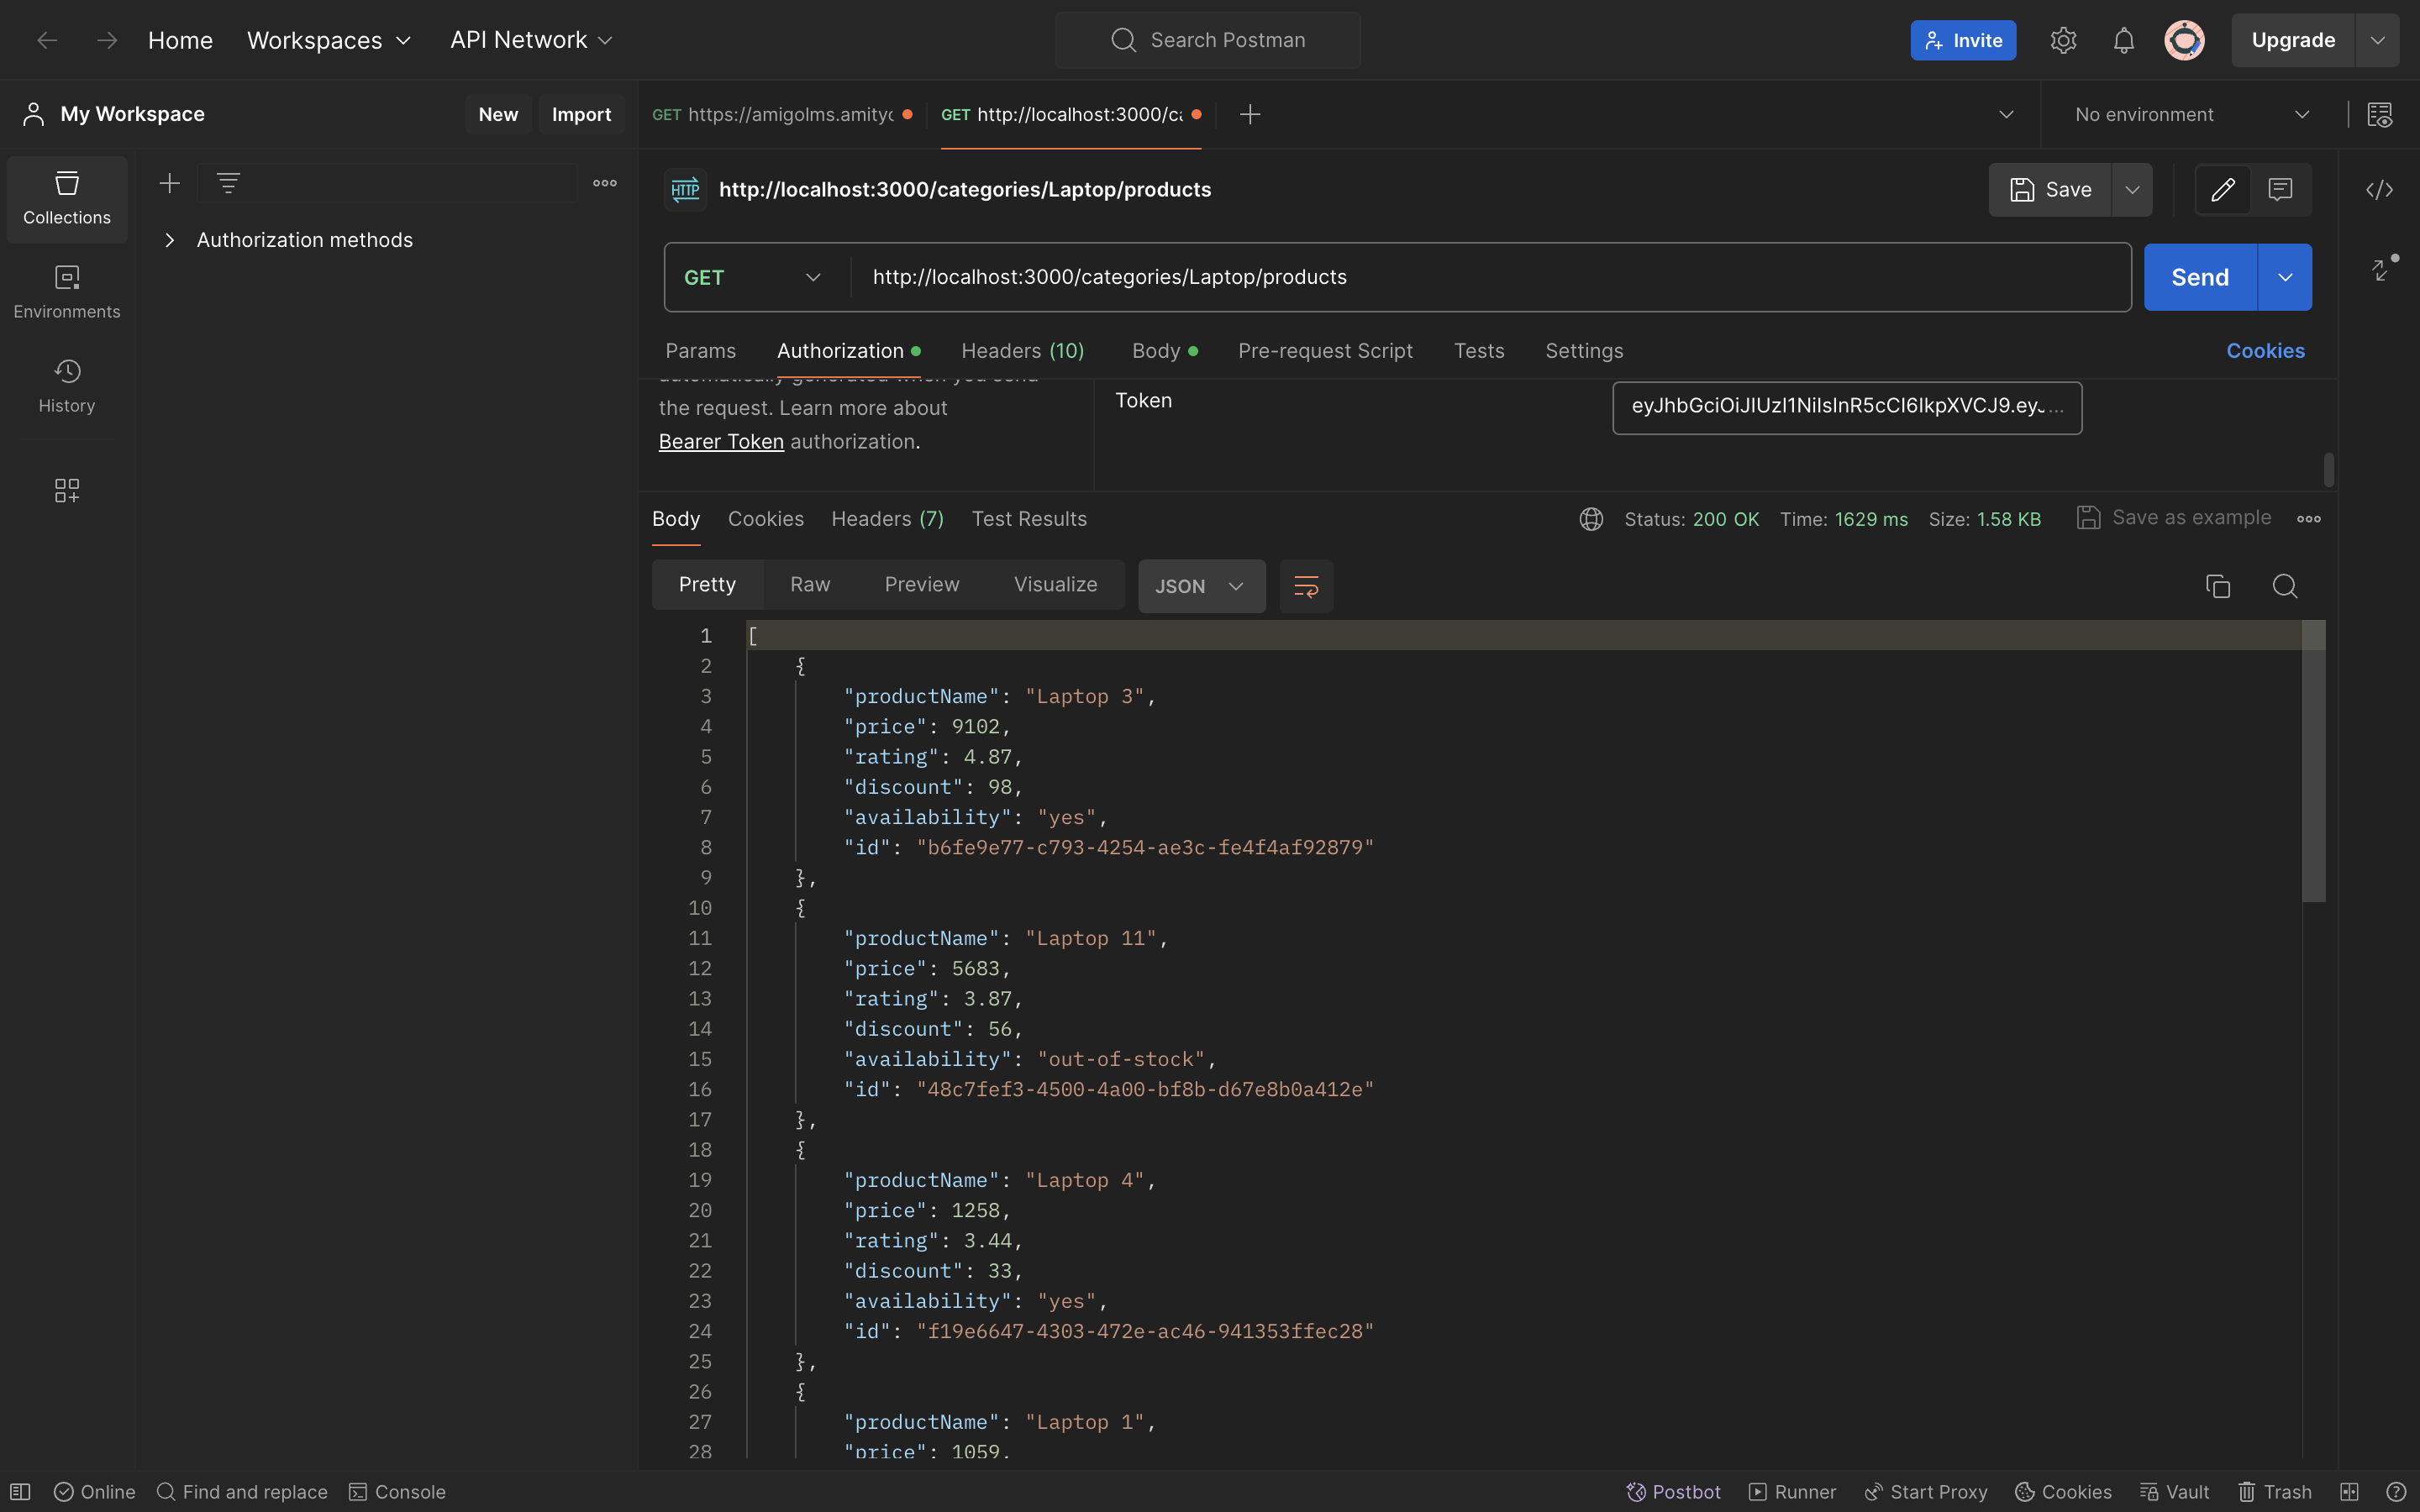 Home Workspaces API Network Search Postman Invite Upgrade
My Workspace New Import
GET https://amigolms.amityc GET http://localhost:3000/ca No environment
Collections
Environments
History
Authorization methods
HTTP http://localhost:3000/categories/Laptop/products Save
GET http://localhost:3000/categories/Laptop/products Send
Params Authorization Headers (10) Body Pre-request Script Tests Settings Cookies
automatically generated when you send
the request. Learn more about
Bearer Token authorization.
Token eyJhbGciOiJIUzI1NiIsInR5cCI6IkpXVCJ9.eyJ...
Body Cookies Headers (7) Test Results Status: 200 OK Time: 1629 ms Size: 1.58 KB Save as example
Pretty Raw Preview Visualize JSON
1 [
2 {
3 "productName": "Laptop 3",
4 "price": 9102,
5 "rating": 4.87,
6 "discount": 98,
7 "availability": "yes",
8 "id": "b6fe9e77-c793-4254-ae3c-fe4f4af92879"
9 },
10 {
11 "productName": "Laptop 11",
12 "price": 5683,
13 "rating": 3.87,
14 "discount": 56,
15 "availability": "out-of-stock",
16 "id": "48c7fef3-4500-4a00-bf8b-d67e8b0a412e"
17 },
18 {
19 "productName": "Laptop 4",
20 "price": 1258,
21 "rating": 3.44,
22 "discount": 33,
23 "availability": "yes",
24 "id": "f19e6647-4303-472e-ac46-941353ffec28"
25 },
26 {
27 "productName": "Laptop 1",
28 "price": 1059,
Online Find and replace Console Postbot Runner Start Proxy Cookies Vault Trash